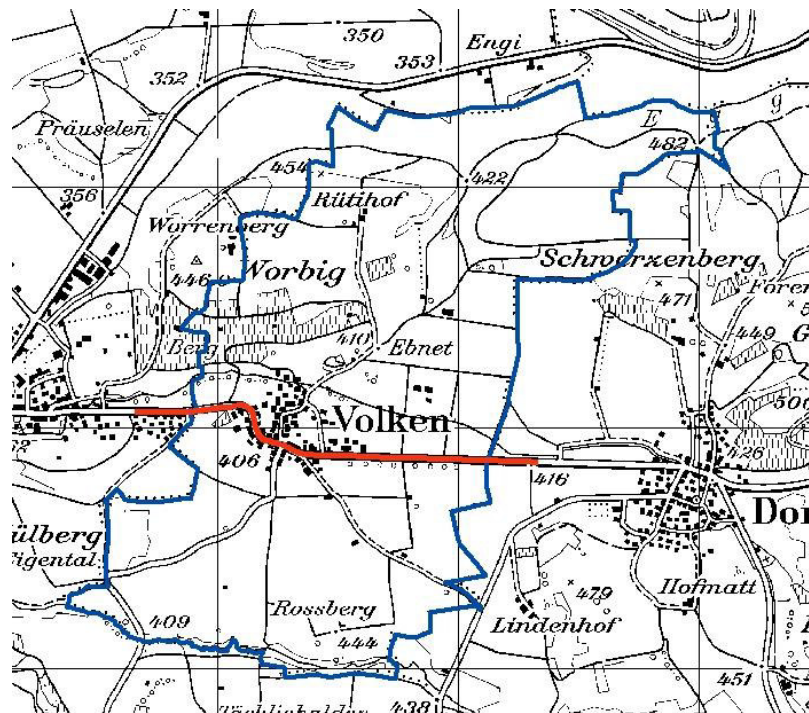 350
Engi
353
352
E
g
Präuselen
482
454
422
356
Rütihof
Worrenberg
Schwarzenberg
446
Worbig
471
Berg
410
449
G
Ebnet
Volken
406
426
416
Dor
ülberg
Hofmatt
479
Rossberg
409
Lindenhof
444
451
438